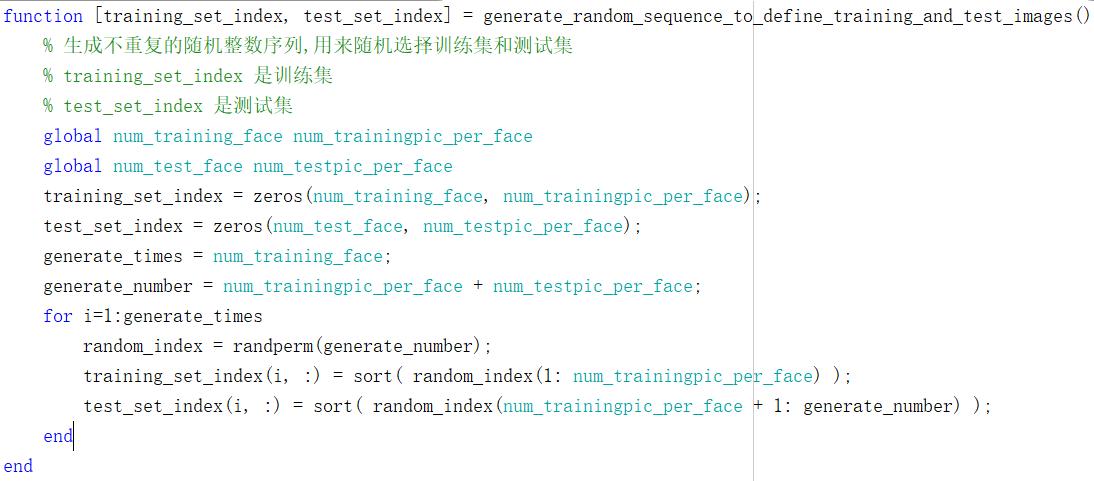 function [training_set_index, test_set_index] = generate_random_sequence_to_define_training_and_test_images()
% 生成不重复的随机整数序列,用来随机选择训练集和测试集
% training_set_index 是训练集
% test_set_index 是测试集
global num_training_face num_trainingpic_per_face
global num_test_face num_testpic_per_face
training_set_index = zeros(num_training_face, num_trainingpic_per_face);
test_set_index = zeros(num_test_face, num_testpic_per_face);
generate_times = num_training_face;
generate_number = num_trainingpic_per_face + num_testpic_per_face;
for i=1:generate_times
random_index = randperm(generate_number);
training_set_index(i, :) = sort( random_index(1: num_trainingpic_per_face) );
test_set_index(i, :) = sort( random_index(num_trainingpic_per_face + 1: generate_number) );
end
end